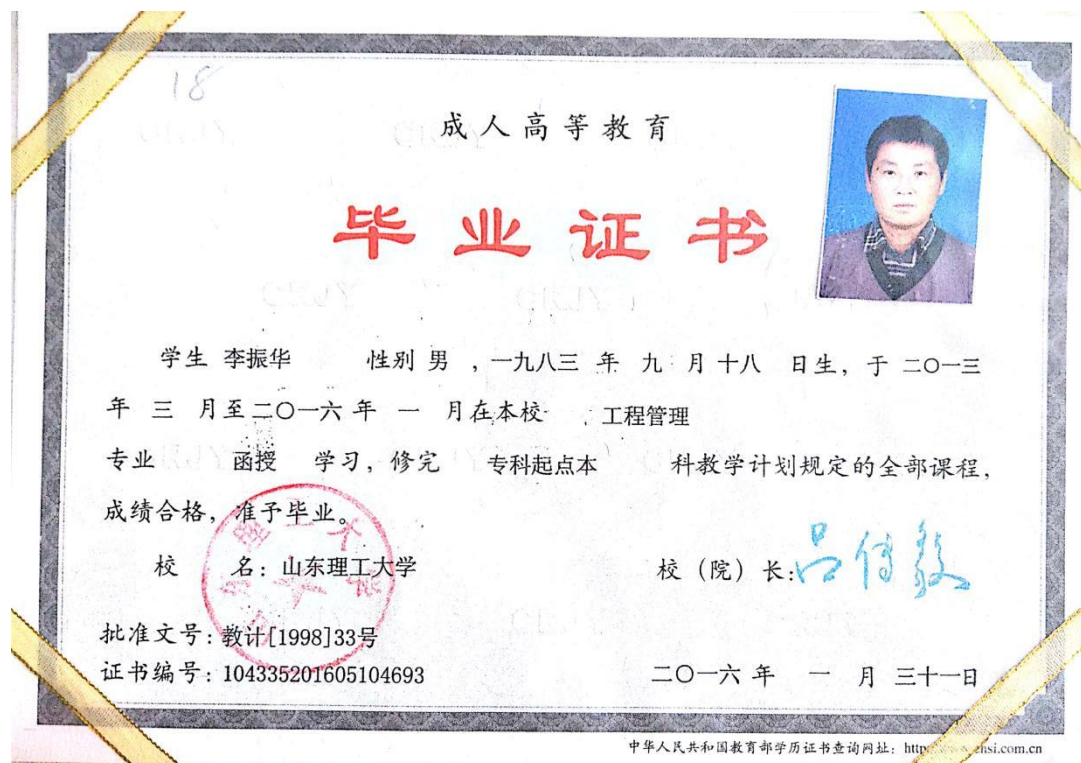 18
成人高等教育
毕业证书
学生 李振华 性别 男 ,一九八三 年 九 月 十八 日生, 于 二〇一三
年 三 月至二〇一六 年 一 月在本校 工程管理
专业 函授 学习, 修完 专科起点本 科教学计划规定的全部课程,
成绩合格, 准予毕业。
校 名: 山东理工大学
校 (院) 长: 吕传毅
批准文号: 教计[1998]33号
证书编号: 104335201605104693
二〇一六 年 一 月 三十一日
中华人民共和国教育部学历证书查询网址: http
chsi.com.cn